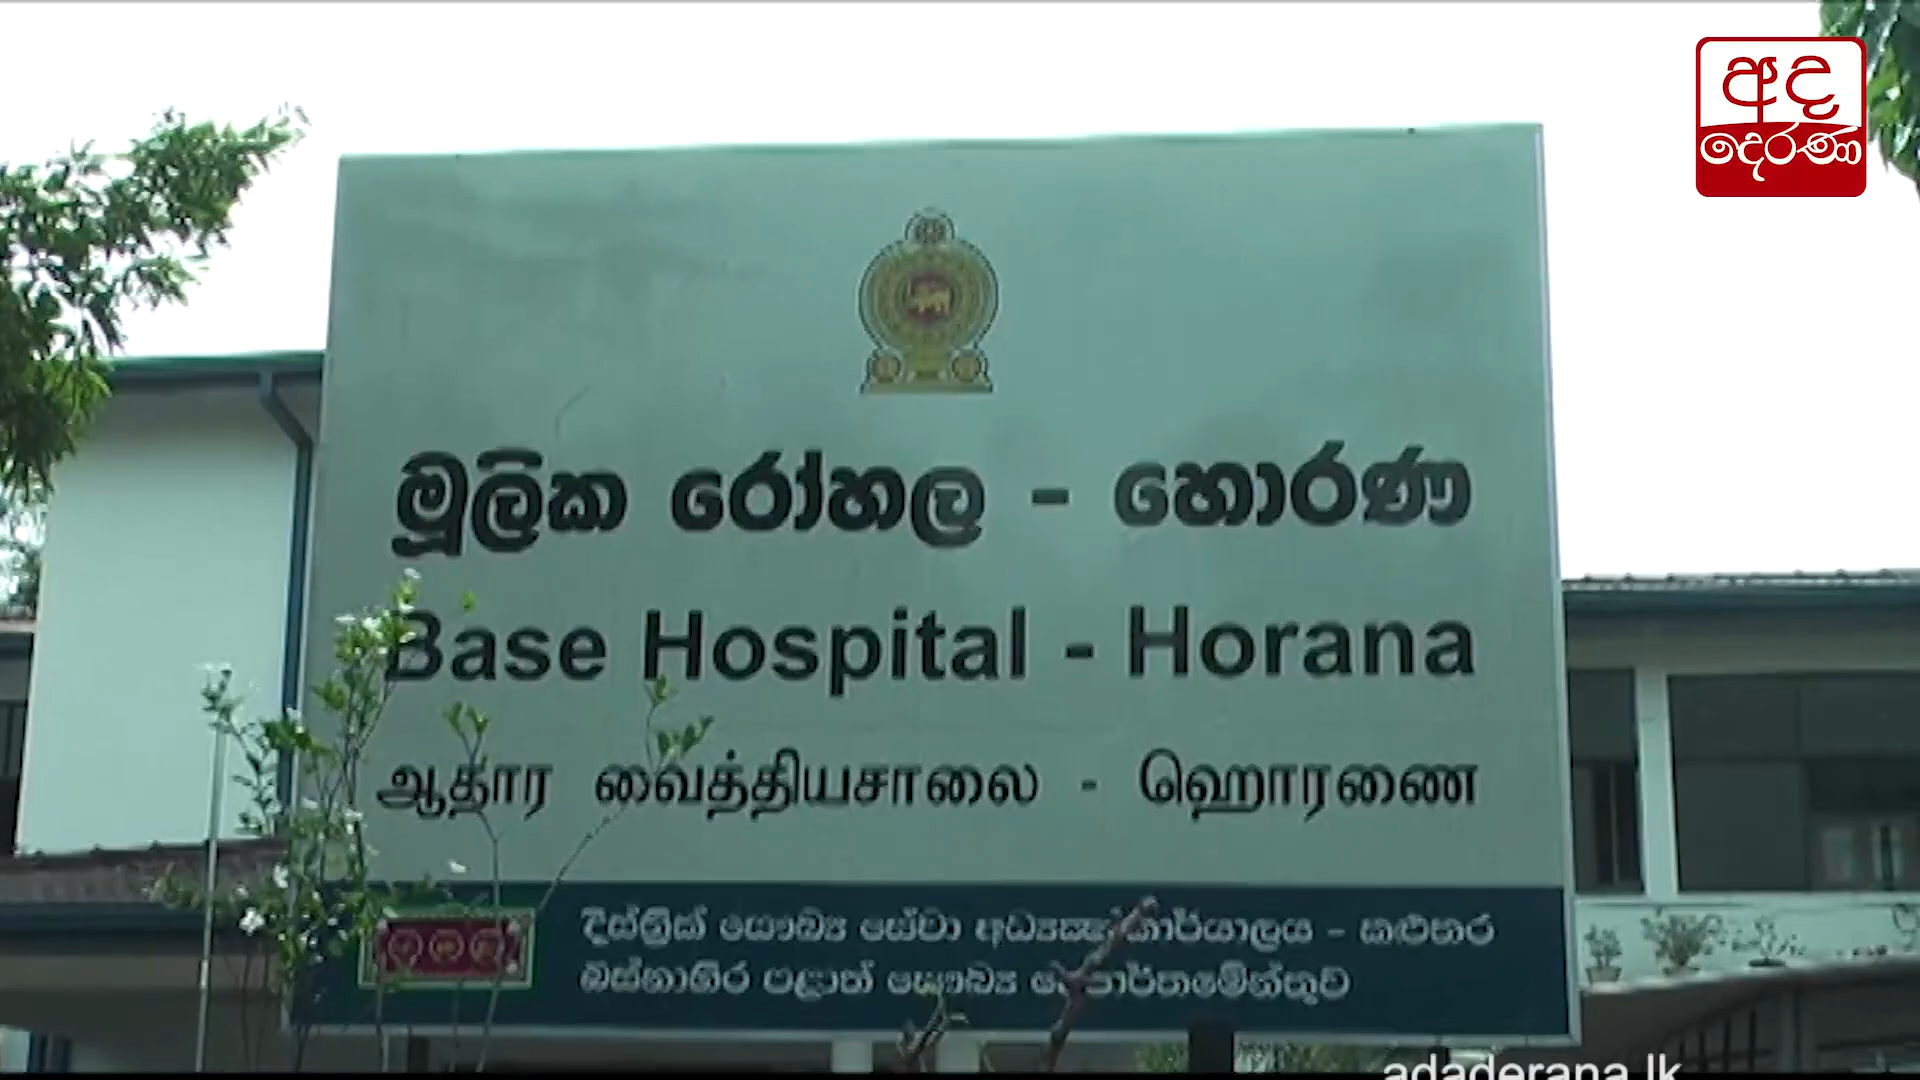 අද
දෙරණ
මූලික රෝහල - හොරණ
Base Hospital - Horana
ஆதார வைத்தியசாலை - ஹொரணை
දිස්ත්‍රික් සෞඛ්‍ය සේවා අධ්‍යක්ෂ කාර්යාලය - කළුතර
බස්නාහිර පළාත් සෞඛ්‍ය දෙපාර්තමේන්තුව
adaderana.lk